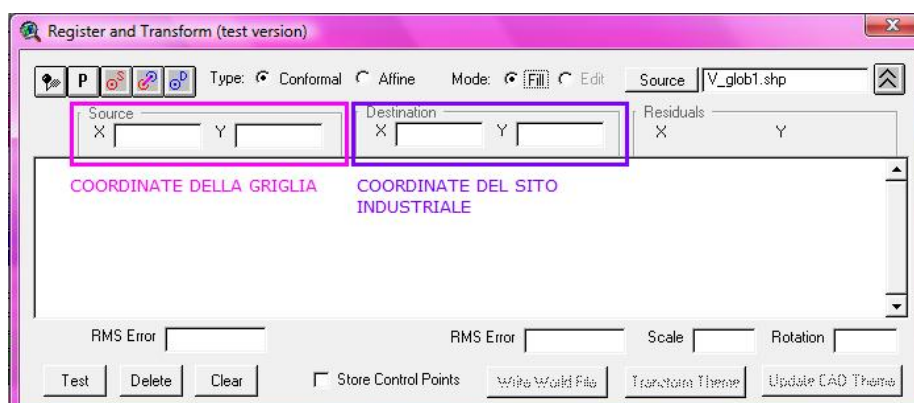 Register and Transform (test version)
P S D Type: Conformal Affine Mode: Fill Edit Source V_glob1.shp
Source Destination Residuals
X Y X Y X Y
COORDINATE DELLA GRIGLIA COORDINATE DEL SITO
INDUSTRIALE
RMS Error RMS Error Scale Rotation
Test Delete Clear Store Control Points Write World File Transform Theme Update CAD Theme